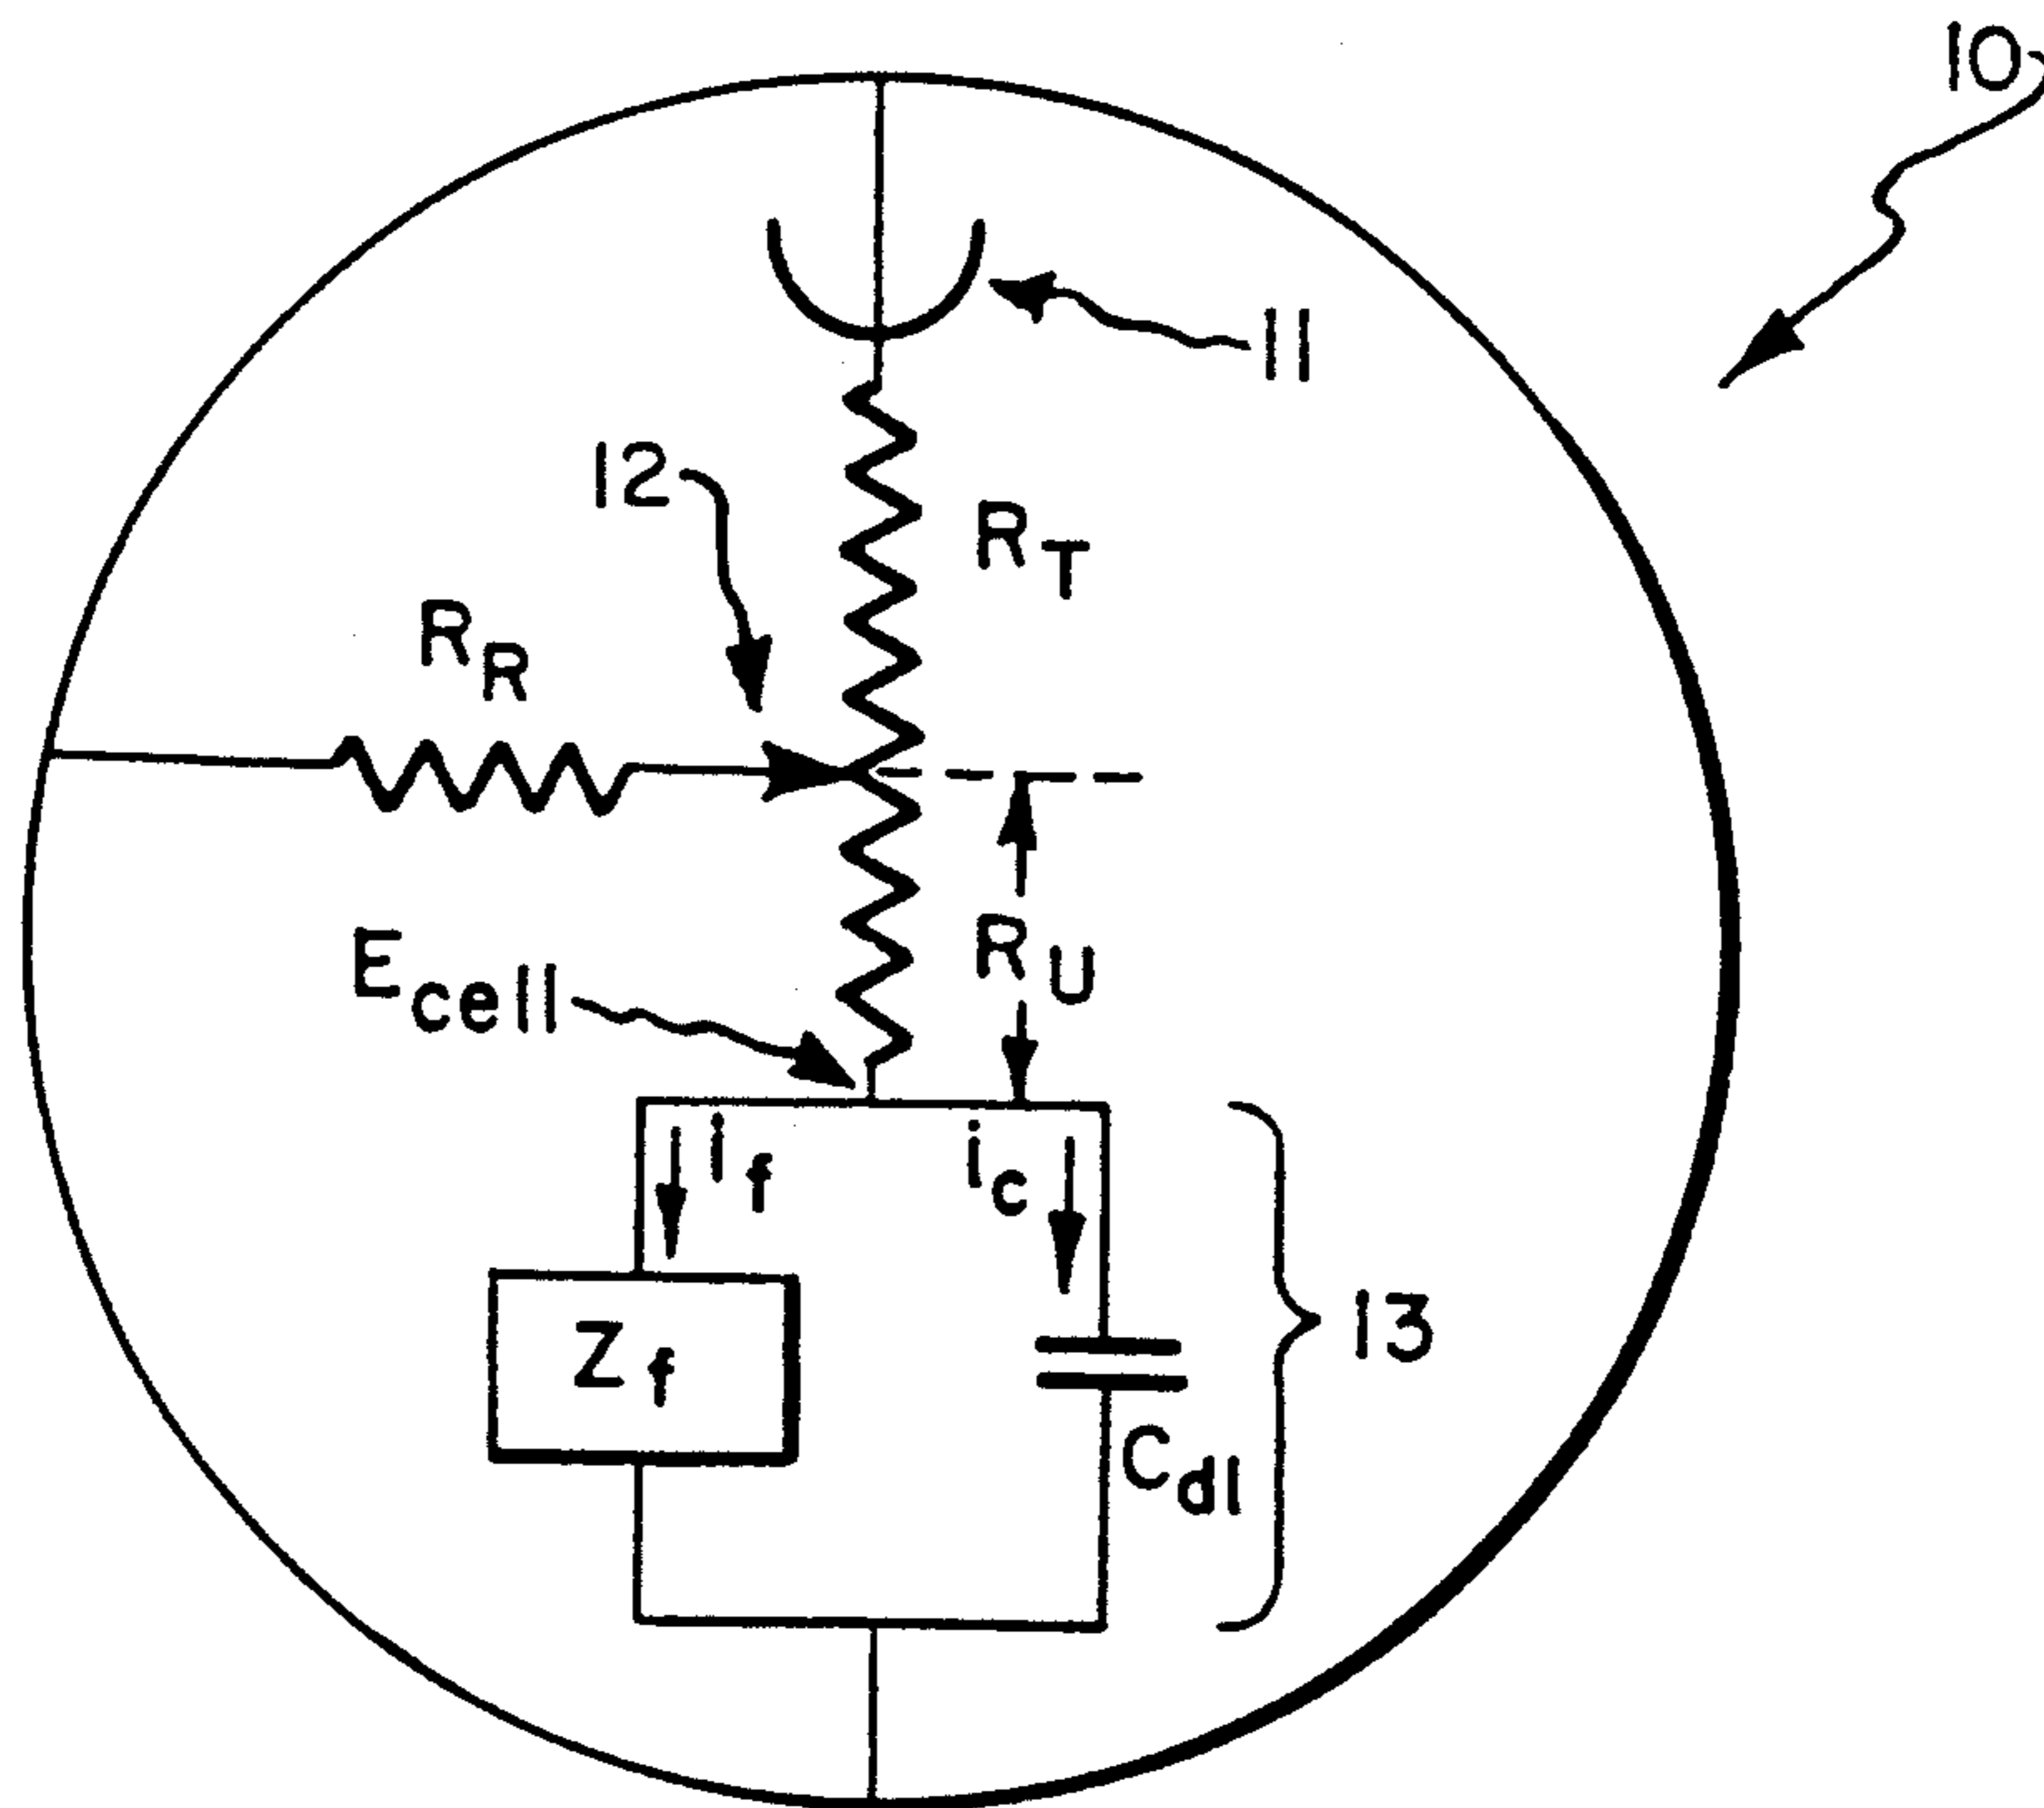 10
11
12
R_T
R_R
E_cell
R_U
i_f
i_c
Z_f
13
C_dl